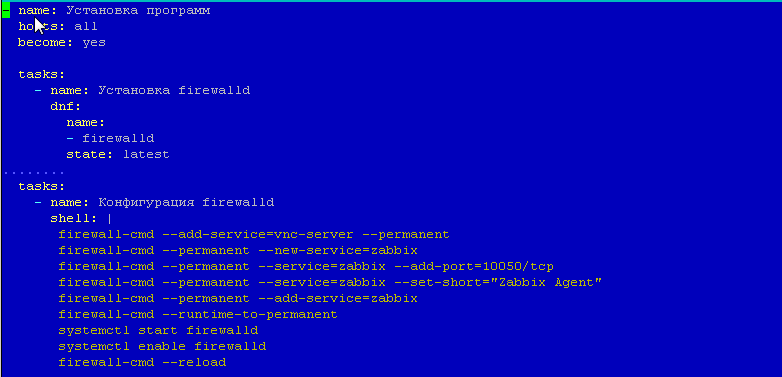 - name: Установка программ
hosts: all
become: yes
tasks:
- name: Установка firewalld
dnf:
name:
- firewalld
state: latest
........
tasks:
- name: Конфигурация firewalld
shell: |
firewall-cmd --add-service=vnc-server --permanent
firewall-cmd --permanent --new-service=zabbix
firewall-cmd --permanent --service=zabbix --add-port=10050/tcp
firewall-cmd --permanent --service=zabbix --set-short="Zabbix Agent"
firewall-cmd --permanent --add-service=zabbix
firewall-cmd --runtime-to-permanent
systemctl start firewalld
systemctl enable firewalld
firewall-cmd --reload